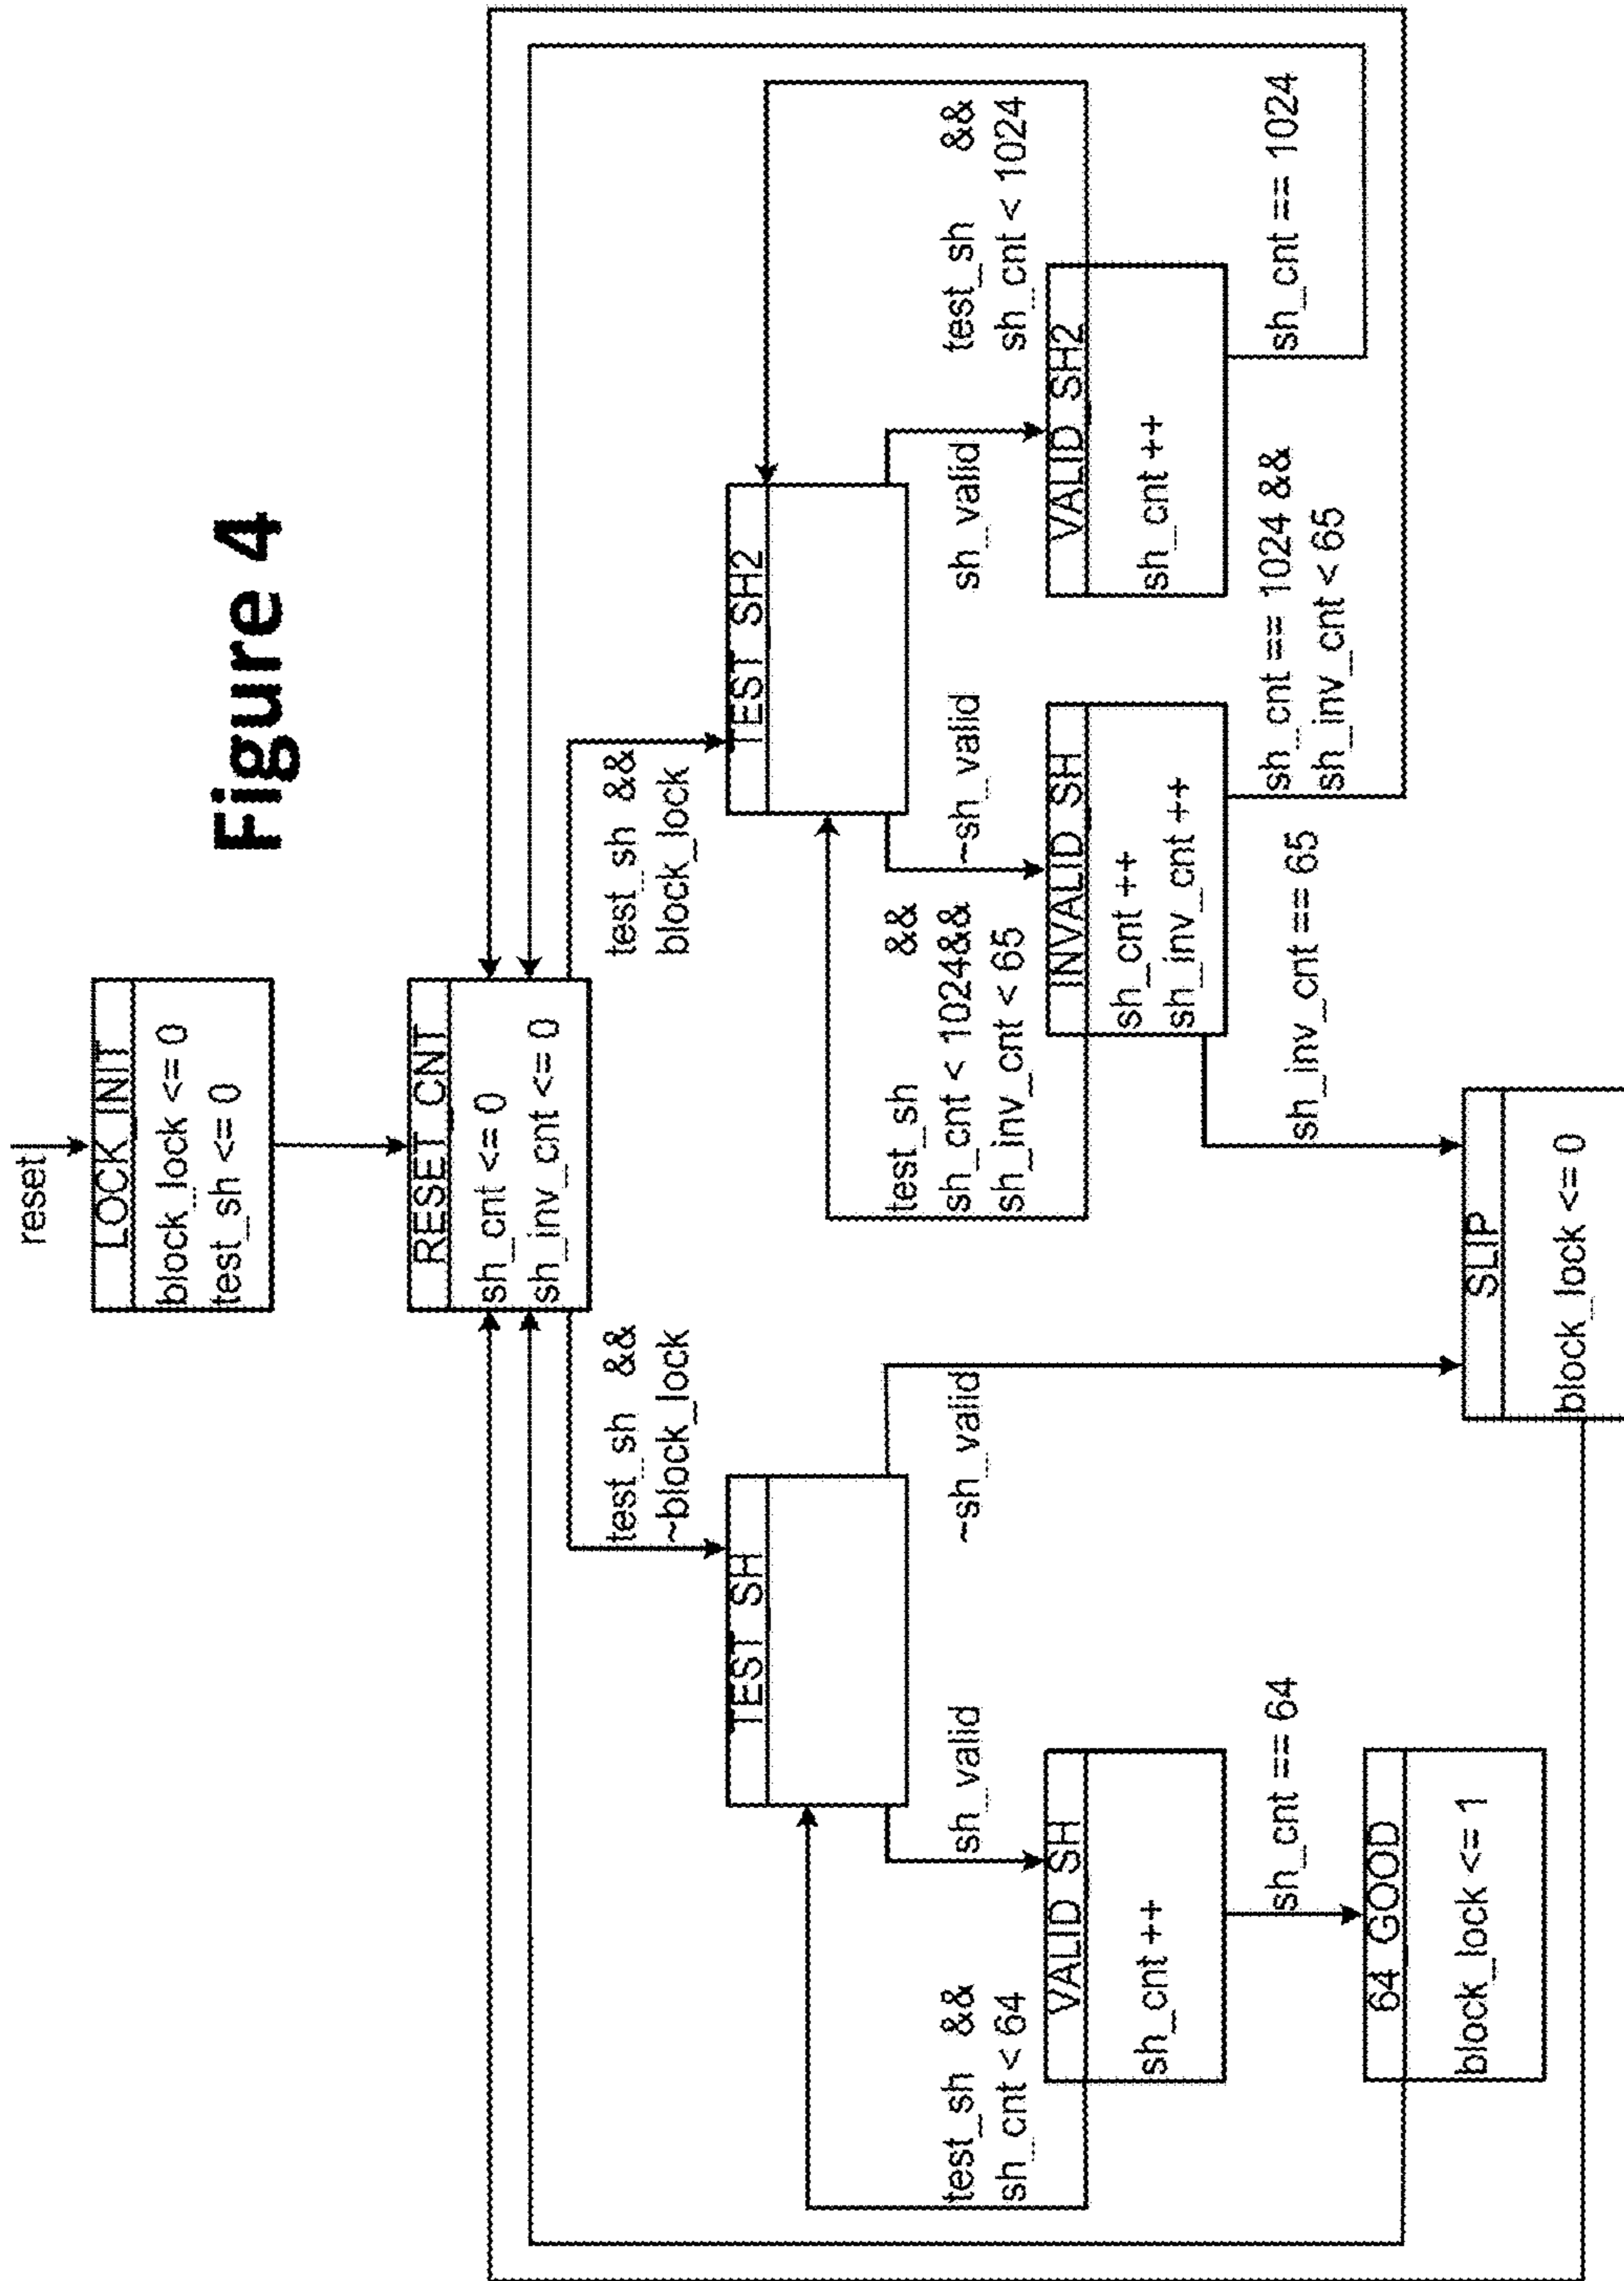 Figure 4
reset
LOCK_INIT
block_lock <= 0
test_sh <= 0
RESET_CNT
sh_cnt <= 0
sh_inv_cnt <= 0
test_sh &&
~block_lock
test_sh &&
block_lock
TEST_SH
TEST_SH2
test_sh &&
sh_cnt < 64
sh_valid
~sh_valid
test_sh &&
sh_cnt < 1024&&
sh_inv_cnt < 65
~sh_valid
sh_valid
test_sh &&
sh_cnt < 1024
VALID_SH
sh_cnt ++
INVALID_SH
sh_cnt ++
sh_inv_cnt ++
VALID_SH2
sh_cnt ++
sh_cnt == 64
sh_inv_cnt == 65
sh_cnt == 1024 &&
sh_inv_cnt < 65
sh_cnt == 1024
64_GOOD
block_lock <= 1
SLIP
block_lock <= 0